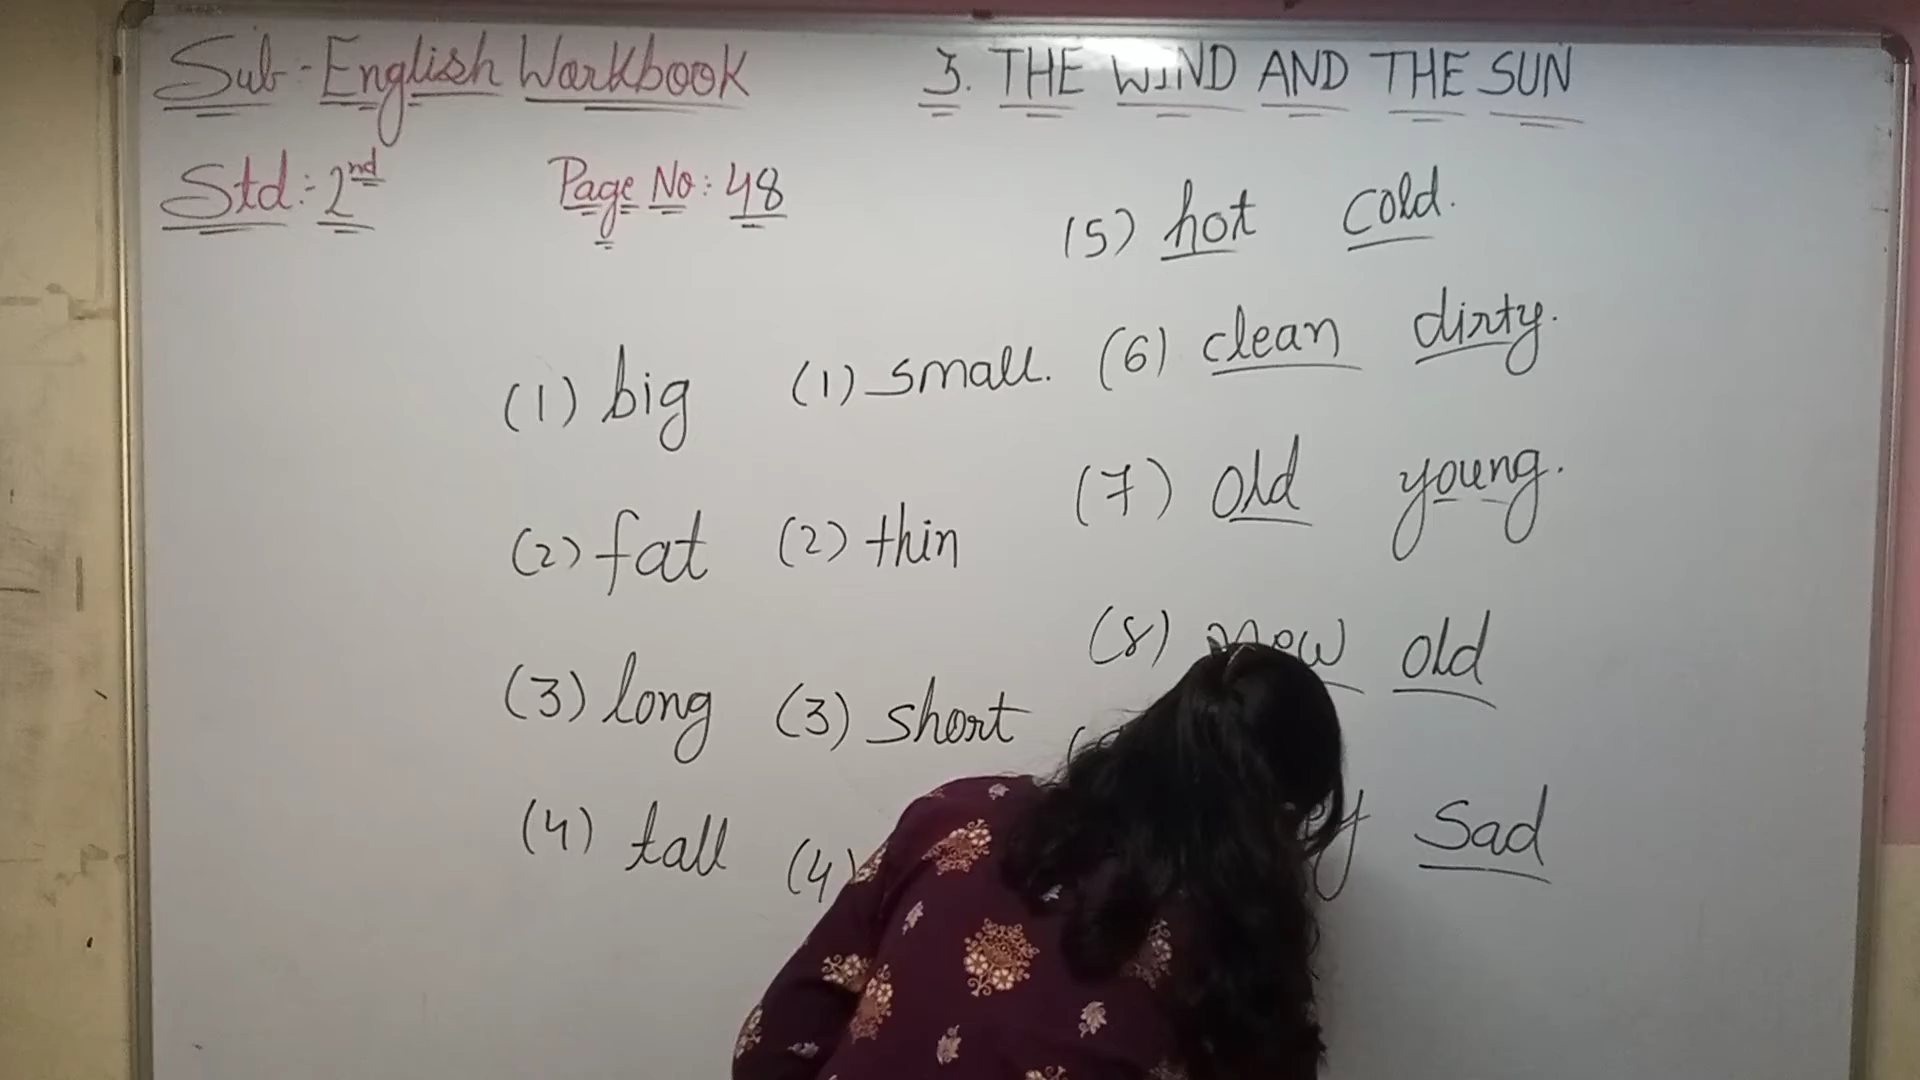 Sub - English Workbook
3. THE WIND AND THE SUN
Std:- 2nd
Page No: 48
(1) big (1) small.
(2) fat (2) thin
(3) long (3) short
(4) tall (4)
(5) hot cold.
(6) clean dirty.
(7) old young.
(8) new old
sad